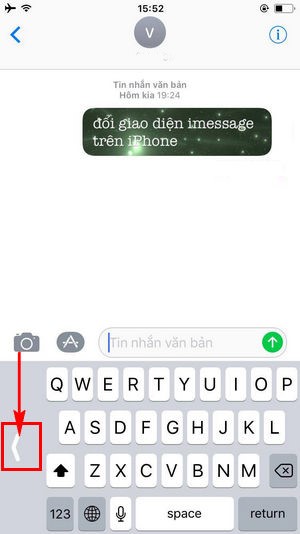 15:52
V
Tin nhắn văn bản
Hôm kia 19:24
đổi giao diện imessage
trên iPhone
Tin nhắn văn bản
Q W E R T Y U I O P
A S D F G H J K L
Z X C V B N M
123 space return